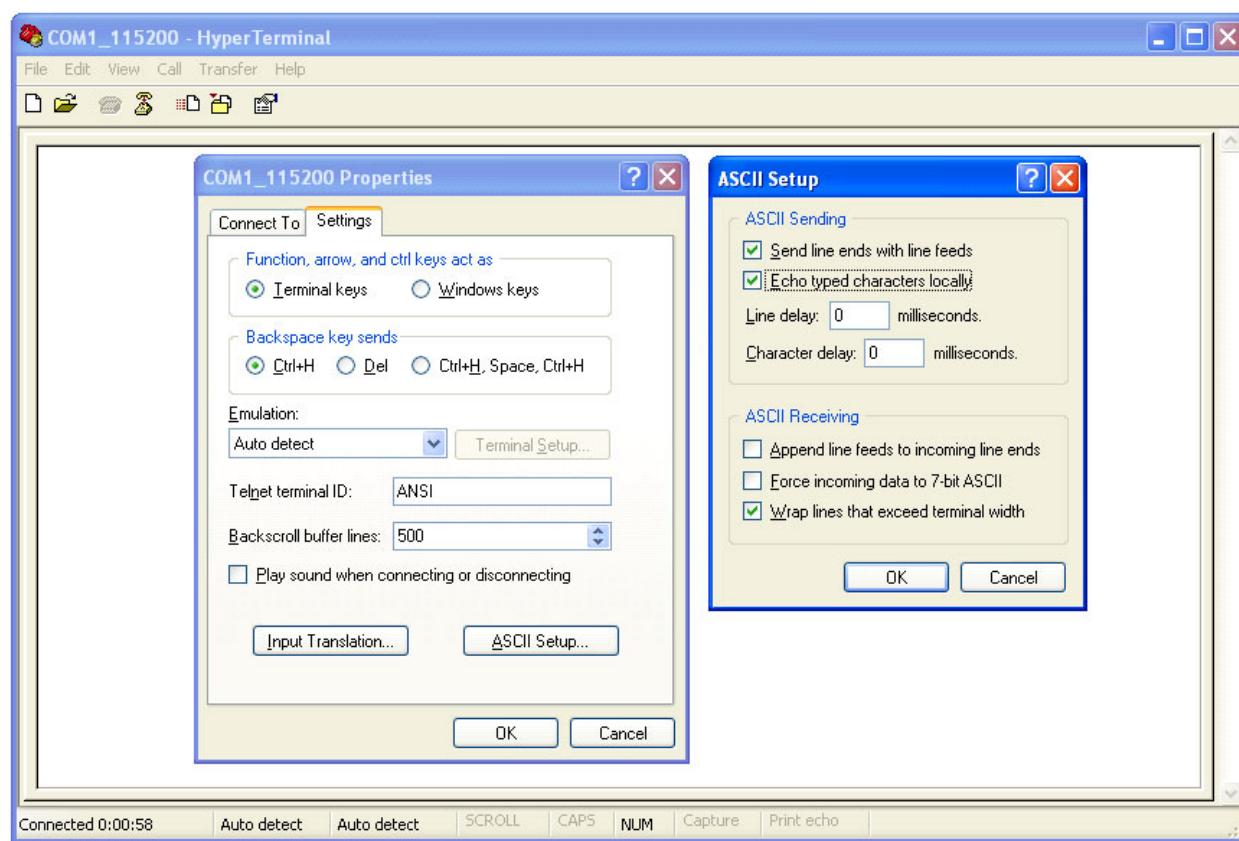 COM1_115200 - HyperTerminal
File Edit View Call Transfer Help
COM1_115200 Properties
Connect To Settings
Function, arrow, and ctrl keys act as
Terminal keys Windows keys
Backspace key sends
Ctrl+H Del Ctrl+H, Space, Ctrl+H
Emulation:
Auto detect Terminal Setup...
Telnet terminal ID: ANSI
Backscroll buffer lines: 500
Play sound when connecting or disconnecting
Input Translation... ASCII Setup...
OK Cancel
ASCII Setup
ASCII Sending
Send line ends with line feeds
Echo typed characters locally
Line delay: 0 milliseconds.
Character delay: 0 milliseconds.
ASCII Receiving
Append line feeds to incoming line ends
Force incoming data to 7-bit ASCII
Wrap lines that exceed terminal width
OK Cancel
Connected 0:00:58 Auto detect Auto detect SCROLL CAPS NUM Capture Print echo